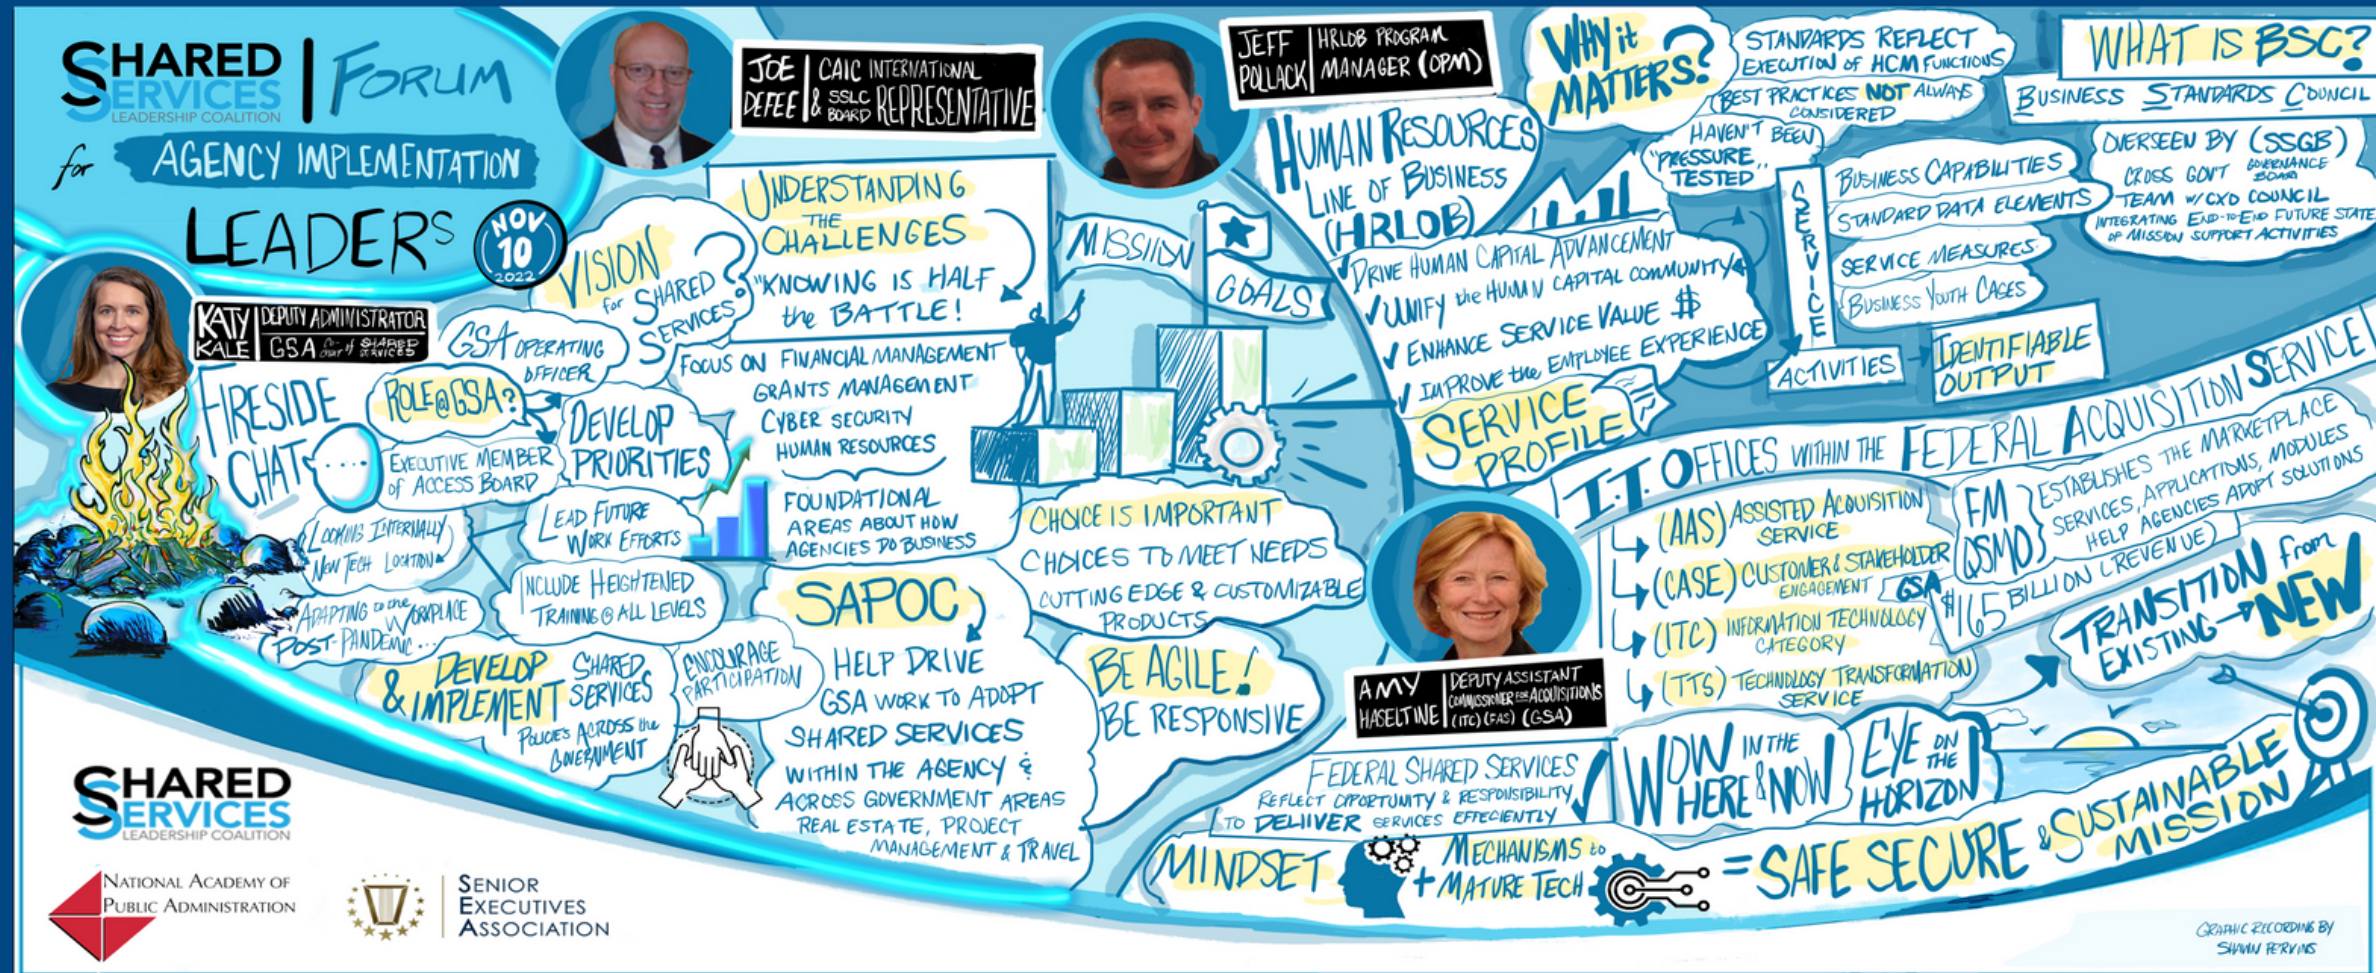 SHARED
SERVICES
LEADERSHIP COALITION
FORUM
for AGENCY IMPLEMENTATION
LEADERS
NOV
10
2022
KATY KALE
DEPUTY ADMINISTRATOR
GSA CO-CHAIR of SHARED SERVICES
FIRESIDE
CHAT
ROLE@GSA?
GSA OPERATING
OFFICER
EXECUTIVE MEMBER
of ACCESS BOARD
DEVELOP
PRIORITIES
LOOKING INTERNALLY
NEW TECH LOCATION
LEAD FUTURE
WORK EFFORTS
INCLUDE HEIGHTENED
TRAINING @ ALL LEVELS
ADAPTING to the WORKPLACE
POST-PANDEMIC...
DEVELOP
& IMPLEMENT
SHARED
SERVICES
POLICIES ACROSS the
GOVERNMENT
ENCOURAGE
PARTICIPATION
VISION
for SHARED
SERVICES?
JOE
DEFEE
CAIC INTERNATIONAL
& SSLC BOARD REPRESENTATIVE
UNDERSTANDING
THE
CHALLENGES
"KNOWING IS HALF
the BATTLE!
FOCUS ON FINANCIAL MANAGEMENT
GRANTS MANAGEMENT
CYBER SECURITY
HUMAN RESOURCES
FOUNDATIONAL
AREAS ABOUT HOW
AGENCIES DO BUSINESS
SAPOC
HELP DRIVE
GSA WORK TO ADOPT
SHARED SERVICES
WITHIN THE AGENCY &
ACROSS GOVERNMENT AREAS
REAL ESTATE, PROJECT
MANAGEMENT & TRAVEL
MISSIION
GOALS
CHOICE IS IMPORTANT
CHOICES TO MEET NEEDS
CUTTING EDGE & CUSTOMIZABLE
PRODUCTS
BE AGILE!
BE RESPONSIVE
JEFF
POLLACK
HRLOB PROGRAM
MANAGER (OPM)
HUMAN RESOURCES
LINE OF BUSINESS
(HRLOB)
DRIVE HUMAN CAPITAL ADVANCEMENT
UNIFY the HUMAN CAPITAL COMMUNITY
ENHANCE SERVICE VALUE $
IMPROVE the EMPLOYEE EXPERIENCE
SERVICE
PROFILE
WHY it
MATTERS?
STANDARDS REFLECT
EXECUTION of HCM FUNCTIONS
BEST PRACTICES NOT ALWAYS
CONSIDERED
HAVEN'T BEEN
"PRESSURE
TESTED"
SERVICE
BUSINESS CAPABILITIES
STANDARD DATA ELEMENTS
SERVICE MEASURES
BUSINESS YOUTH CASES
ACTIVITIES
IDENTIFIABLE
OUTPUT
WHAT IS BSC?
BUSINESS STANDARDS COUNCIL
OVERSEEN BY (SSGB)
CROSS GOV'T GOVERNANCE BOARD
TEAM w/ CXO COUNCIL
INTEGRATING END-TO-END FUTURE STATE
OF MISSION SUPPORT ACTIVITIES
I.T. OFFICES WITHIN THE FEDERAL ACQUISITION SERVICE
(AAS) ASSISTED ACQUISITION
SERVICE
(CASE) CUSTOMER & STAKEHOLDER
ENGAGEMENT
(ITC) INFORMATION TECHNOLOGY
CATEGORY
(TTS) TECHNOLOGY TRANSFORMATION
SERVICE
FM
QSMO
ESTABLISHES THE MARKETPLACE
SERVICES, APPLICATIONS, MODULES
HELP AGENCIES ADOPT SOLUTIONS
GSA
$165 BILLION (REVENUE)
TRANSITION from
EXISTING
NEW
AMY
HASELTINE
DEPUTY ASSISTANT
COMMISSIONER FOR ACQUISITIONS
(ITC) (FAS) (GSA)
FEDERAL SHARED SERVICES
REFLECT OPPORTUNITY & RESPONSIBILITY
TO DELIIVER SERVICES EFFECIENTLY
WOW IN THE
HERE & NOW
EYE ON
THE
HORIZON
MINDSET
+ MECHANISMS to
MATURE TECH
= SAFE SECURE & SUSTAINABLE
MISSION
SHARED
SERVICES
LEADERSHIP COALITION
NATIONAL ACADEMY OF
PUBLIC ADMINISTRATION
SENIOR
EXECUTIVES
ASSOCIATION
GRAPHIC RECORDING BY
SHAWN PERKINS